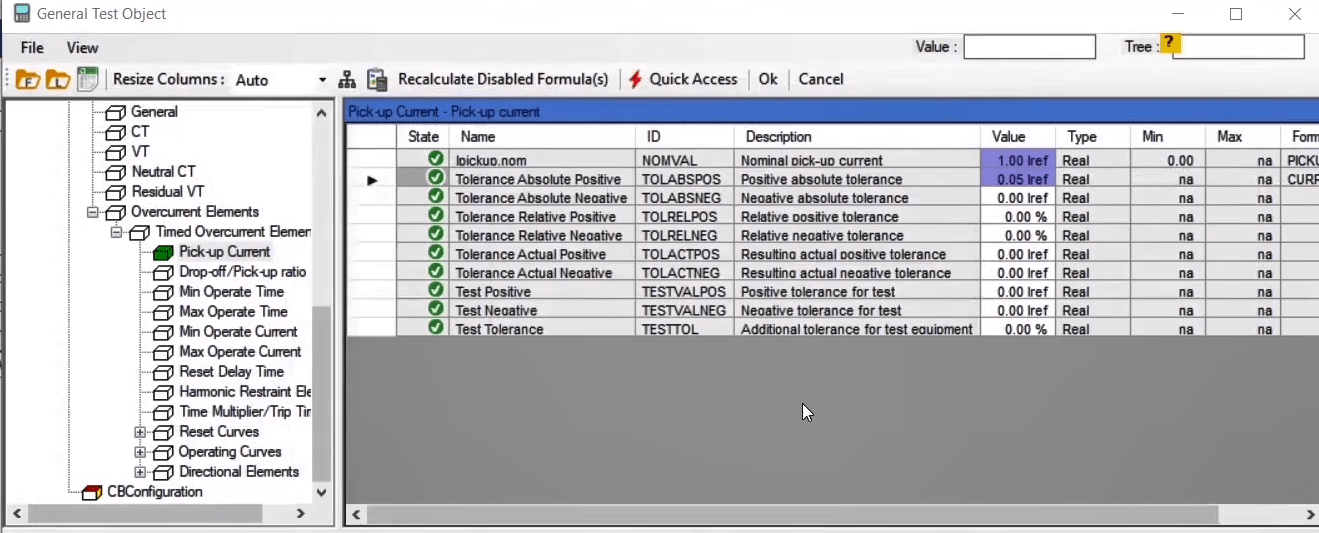 General Test Object
File View Value : Tree : ?
Resize Columns : Auto Recalculate Disabled Formula(s) Quick Access Ok Cancel
General
CT
VT
Neutral CT
Residual VT
Overcurrent Elements
Timed Overcurrent Elemen
Pick-up Current
Drop-off/Pick-up ratio
Min Operate Time
Max Operate Time
Min Operate Current
Max Operate Current
Reset Delay Time
Harmonic Restraint Ele
Time Multiplier/Trip Tir
Reset Curves
Operating Curves
Directional Elements
CBConfiguration
Pick-up Current - Pick-up current
State Name ID Description Value Type Min Max Form
Ipickup.nom NOMVAL Nominal pick-up current 1.00 Iref Real 0.00 na PICKU
Tolerance Absolute Positive TOLABSPOS Positive absolute tolerance 0.05 Iref Real na na CURR
Tolerance Absolute Negative TOLABSNEG Negative absolute tolerance 0.00 Iref Real na na
Tolerance Relative Positive TOLRELPOS Relative positive tolerance 0.00 % Real na na
Tolerance Relative Negative TOLRELNEG Relative negative tolerance 0.00 % Real na na
Tolerance Actual Positive TOLACTPOS Resulting actual positive tolerance 0.00 Iref Real na na
Tolerance Actual Negative TOLACTNEG Resulting actual negative tolerance 0.00 Iref Real na na
Test Positive TESTVALPOS Positive tolerance for test 0.00 Iref Real na na
Test Negative TESTVALNEG Negative tolerance for test 0.00 Iref Real na na
Test Tolerance TESTTOL Additional tolerance for test equipment 0.00 % Real na na